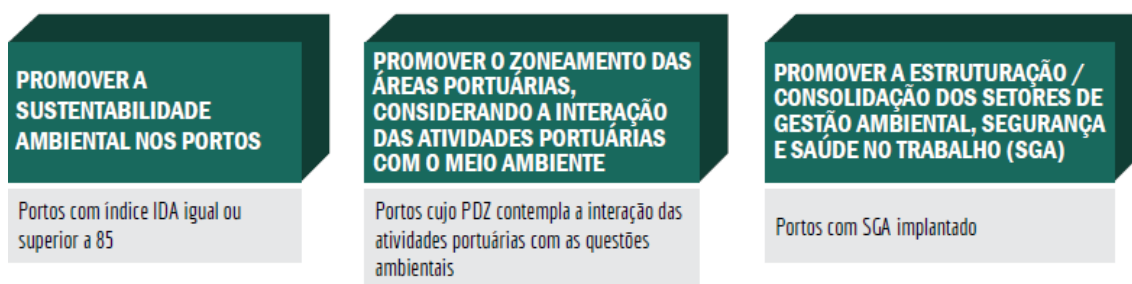 PROMOVER A
SUSTENTABILIDADE
AMBIENTAL NOS PORTOS
Portos com índice IDA igual ou
superior a 85
PROMOVER O ZONEAMENTO DAS
ÁREAS PORTUÁRIAS,
CONSIDERANDO A INTERAÇÃO
DAS ATIVIDADES PORTUÁRIAS
COM O MEIO AMBIENTE
Portos cujo PDZ contempla a interação das
atividades portuárias com as questões
ambientais
PROMOVER A ESTRUTURAÇÃO /
CONSOLIDAÇÃO DOS SETORES DE
GESTÃO AMBIENTAL, SEGURANÇA
E SAÚDE NO TRABALHO (SGA)
Portos com SGA implantado